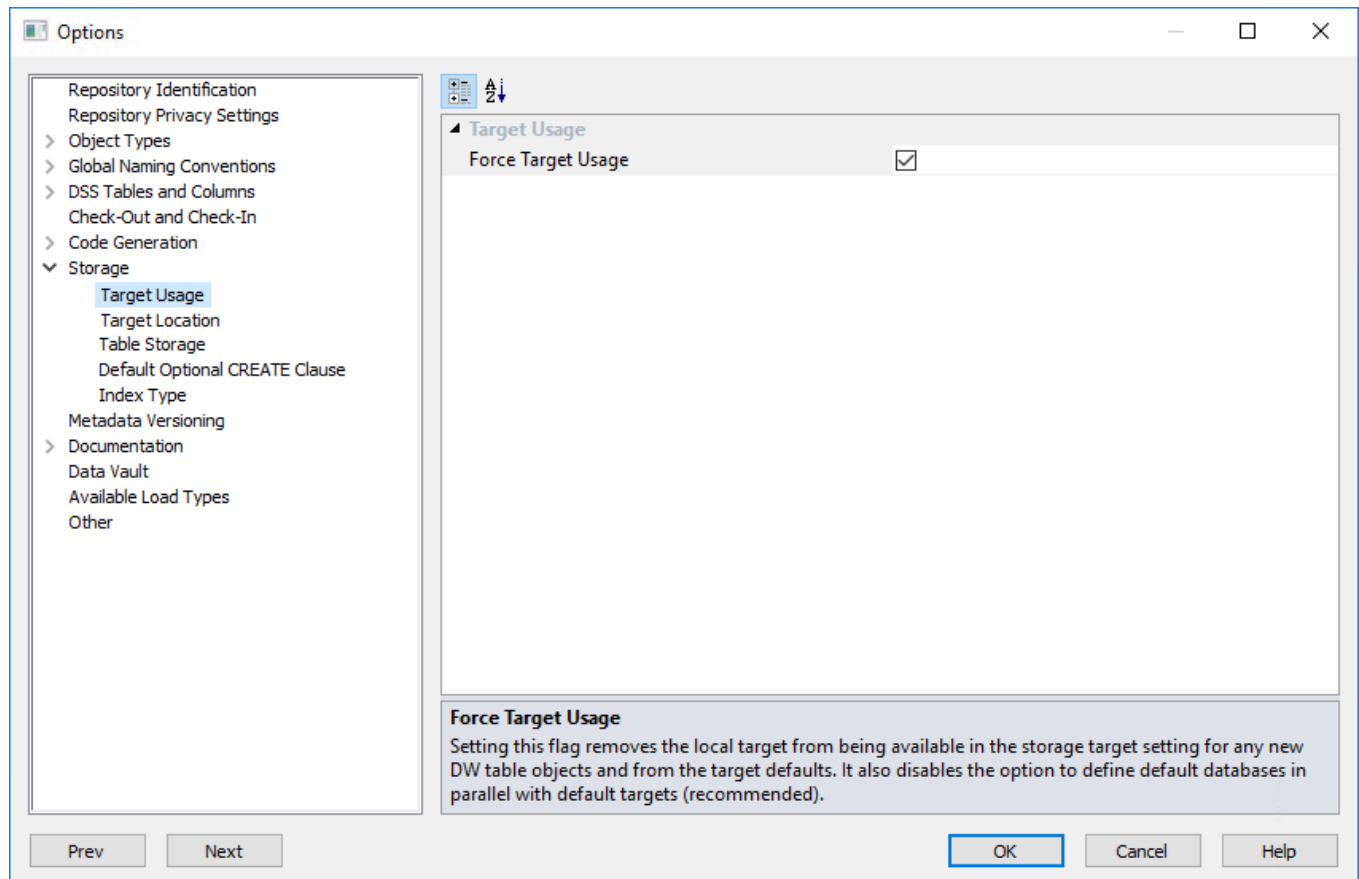 Options
Repository Identification
Repository Privacy Settings
Object Types
Global Naming Conventions
DSS Tables and Columns
Check-Out and Check-In
Code Generation
Storage
Target Usage
Target Location
Table Storage
Default Optional CREATE Clause
Index Type
Metadata Versioning
Documentation
Data Vault
Available Load Types
Other
A
Z
Target Usage
Force Target Usage
Force Target Usage
Setting this flag removes the local target from being available in the storage target setting for any new
DW table objects and from the target defaults. It also disables the option to define default databases in
parallel with default targets (recommended).
Prev
Next
OK
Cancel
Help